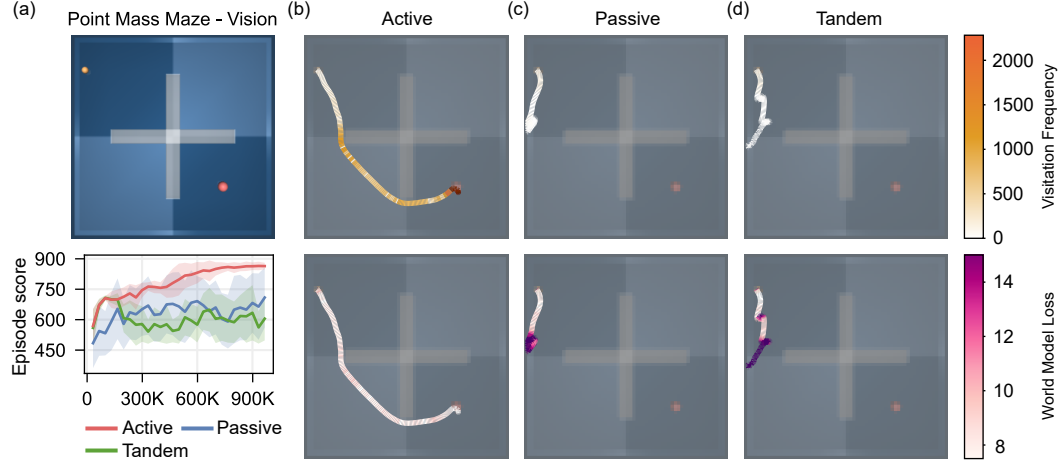 (a)
Point Mass Maze - Vision
(b)
Active
(c)
Passive
(d)
Tandem
2000
1500
1000
500
0
Visitation Frequency
900
750
600
450
Episode score
0
300K
600K
900K
Active
Passive
Tandem
14
12
10
8
World Model Loss